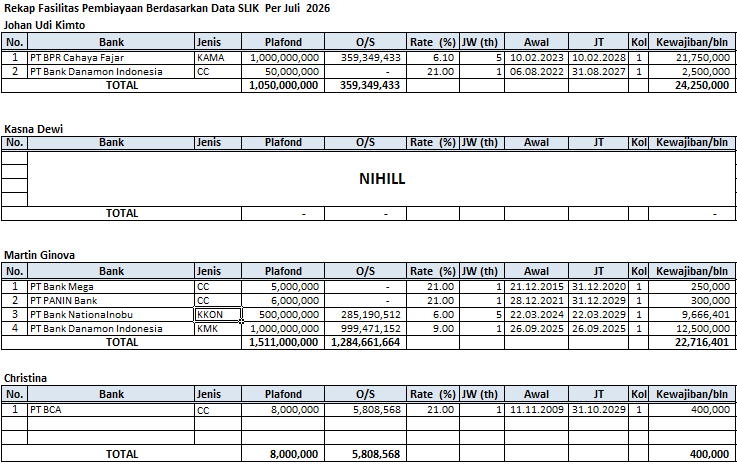 Rekap Fasilitas Pembiayaan Berdasarkan Data SLIK Per Juli 2026
Johan Udi Kimto
No. Bank Jenis Plafond O/S Rate (%) JW (th) Awal JT Kol Kewajiban/bln
1 PT BPR Cahaya Fajar KAMA 1,000,000,000 359,349,433 6.10 5 10.02.2023 10.02.2028 1 21,750,000
2 PT Bank Danamon Indonesia CC 50,000,000 - 21.00 1 06.08.2022 31.08.2027 1 2,500,000
TOTAL 1,050,000,000 359,349,433 24,250,000
Kasna Dewi
No. Bank Jenis Plafond O/S Rate (%) JW (th) Awal JT Kol Kewajiban/bln
NIHILL
TOTAL - - -
Martin Ginova
No. Bank Jenis Plafond O/S Rate (%) JW (th) Awal JT Kol Kewajiban/bln
1 PT Bank Mega CC 5,000,000 - 21.00 1 21.12.2015 31.12.2020 1 250,000
2 PT PANIN Bank CC 6,000,000 - 21.00 1 28.12.2021 31.12.2029 1 300,000
3 PT Bank Nationalnobu KKON 500,000,000 285,190,512 6.00 5 22.03.2024 22.03.2029 1 9,666,401
4 PT Bank Danamon Indonesia KMK 1,000,000,000 999,471,152 9.00 1 26.09.2025 26.09.2025 1 12,500,000
TOTAL 1,511,000,000 1,284,661,664 22,716,401
Christina
No. Bank Jenis Plafond O/S Rate (%) JW (th) Awal JT Kol Kewajiban/bln
1 PT BCA CC 8,000,000 5,808,568 21.00 1 11.11.2009 31.10.2029 1 400,000
TOTAL 8,000,000 5,808,568 400,000